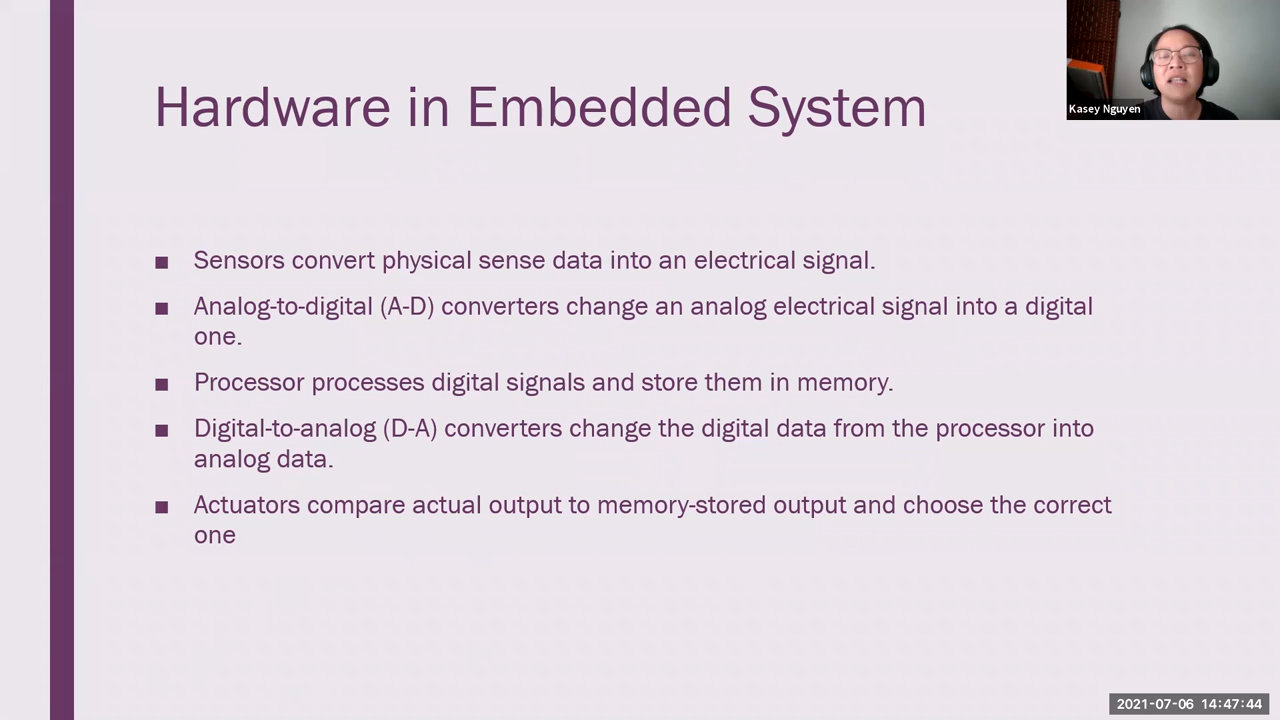 Hardware in Embedded System
Kasey Nguyen
■ Sensors convert physical sense data into an electrical signal.
■ Analog-to-digital (A-D) converters change an analog electrical signal into a digital
one.
■ Processor processes digital signals and store them in memory.
■ Digital-to-analog (D-A) converters change the digital data from the processor into
analog data.
■ Actuators compare actual output to memory-stored output and choose the correct
one
2021-07-06 14:47:44